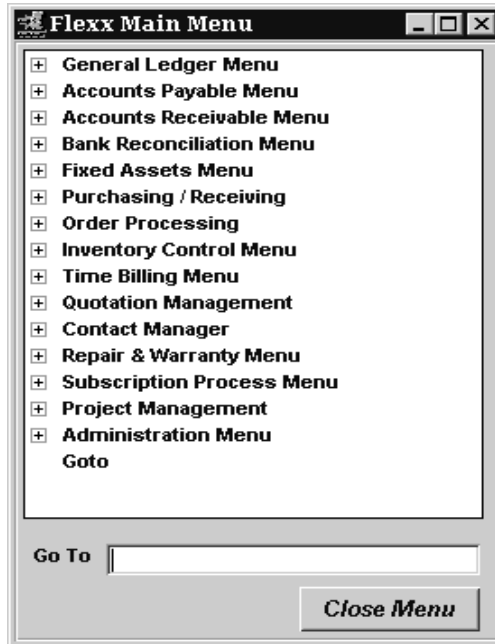 Flexx Main Menu
General Ledger Menu
Accounts Payable Menu
Accounts Receivable Menu
Bank Reconciliation Menu
Fixed Assets Menu
Purchasing / Receiving
Order Processing
Inventory Control Menu
Time Billing Menu
Quotation Management
Contact Manager
Repair & Warranty Menu
Subscription Process Menu
Project Management
Administration Menu
Goto
Go To
Close Menu